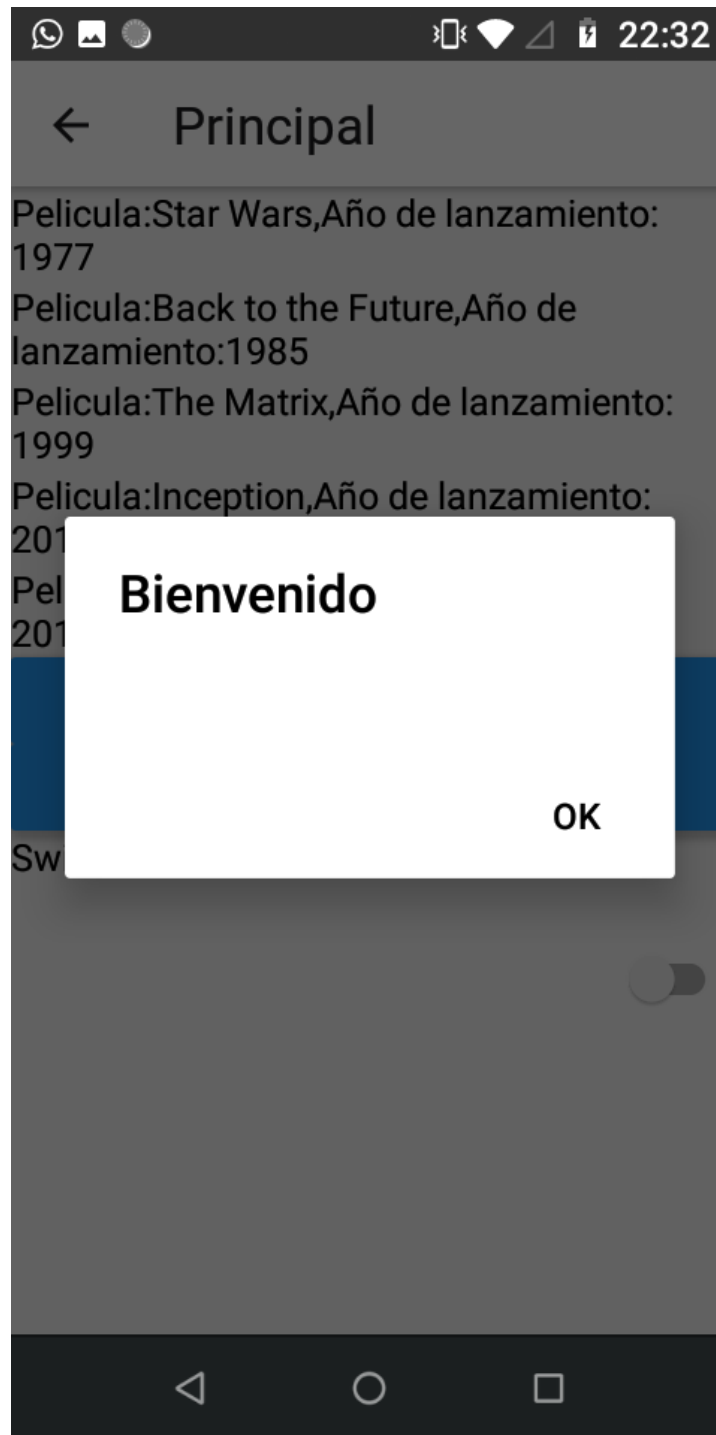 22:32
Principal
Pelicula:Star Wars,Año de lanzamiento:
1977
Pelicula:Back to the Future,Año de
lanzamiento:1985
Pelicula:The Matrix,Año de lanzamiento:
1999
Pelicula:Inception,Año de lanzamiento:
Bienvenido
OK